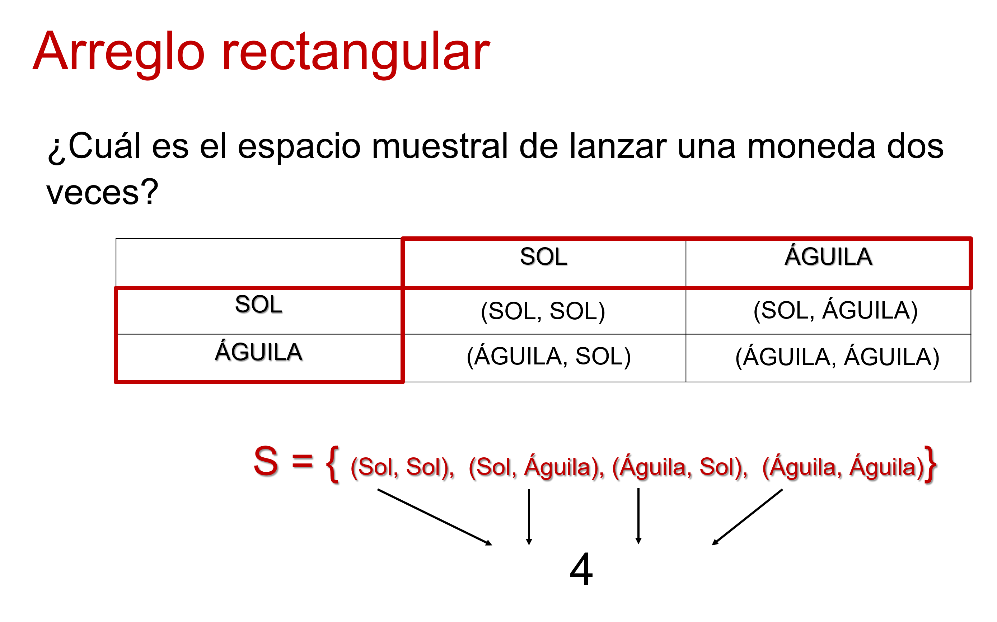 Arreglo rectangular
¿Cuál es el espacio muestral de lanzar una moneda dos
veces?
SOL ÁGUILA
SOL (SOL, SOL) (SOL, ÁGUILA)
ÁGUILA (ÁGUILA, SOL) (ÁGUILA, ÁGUILA)
S = { (Sol, Sol), (Sol, Águila), (Águila, Sol), (Águila, Águila)}
4